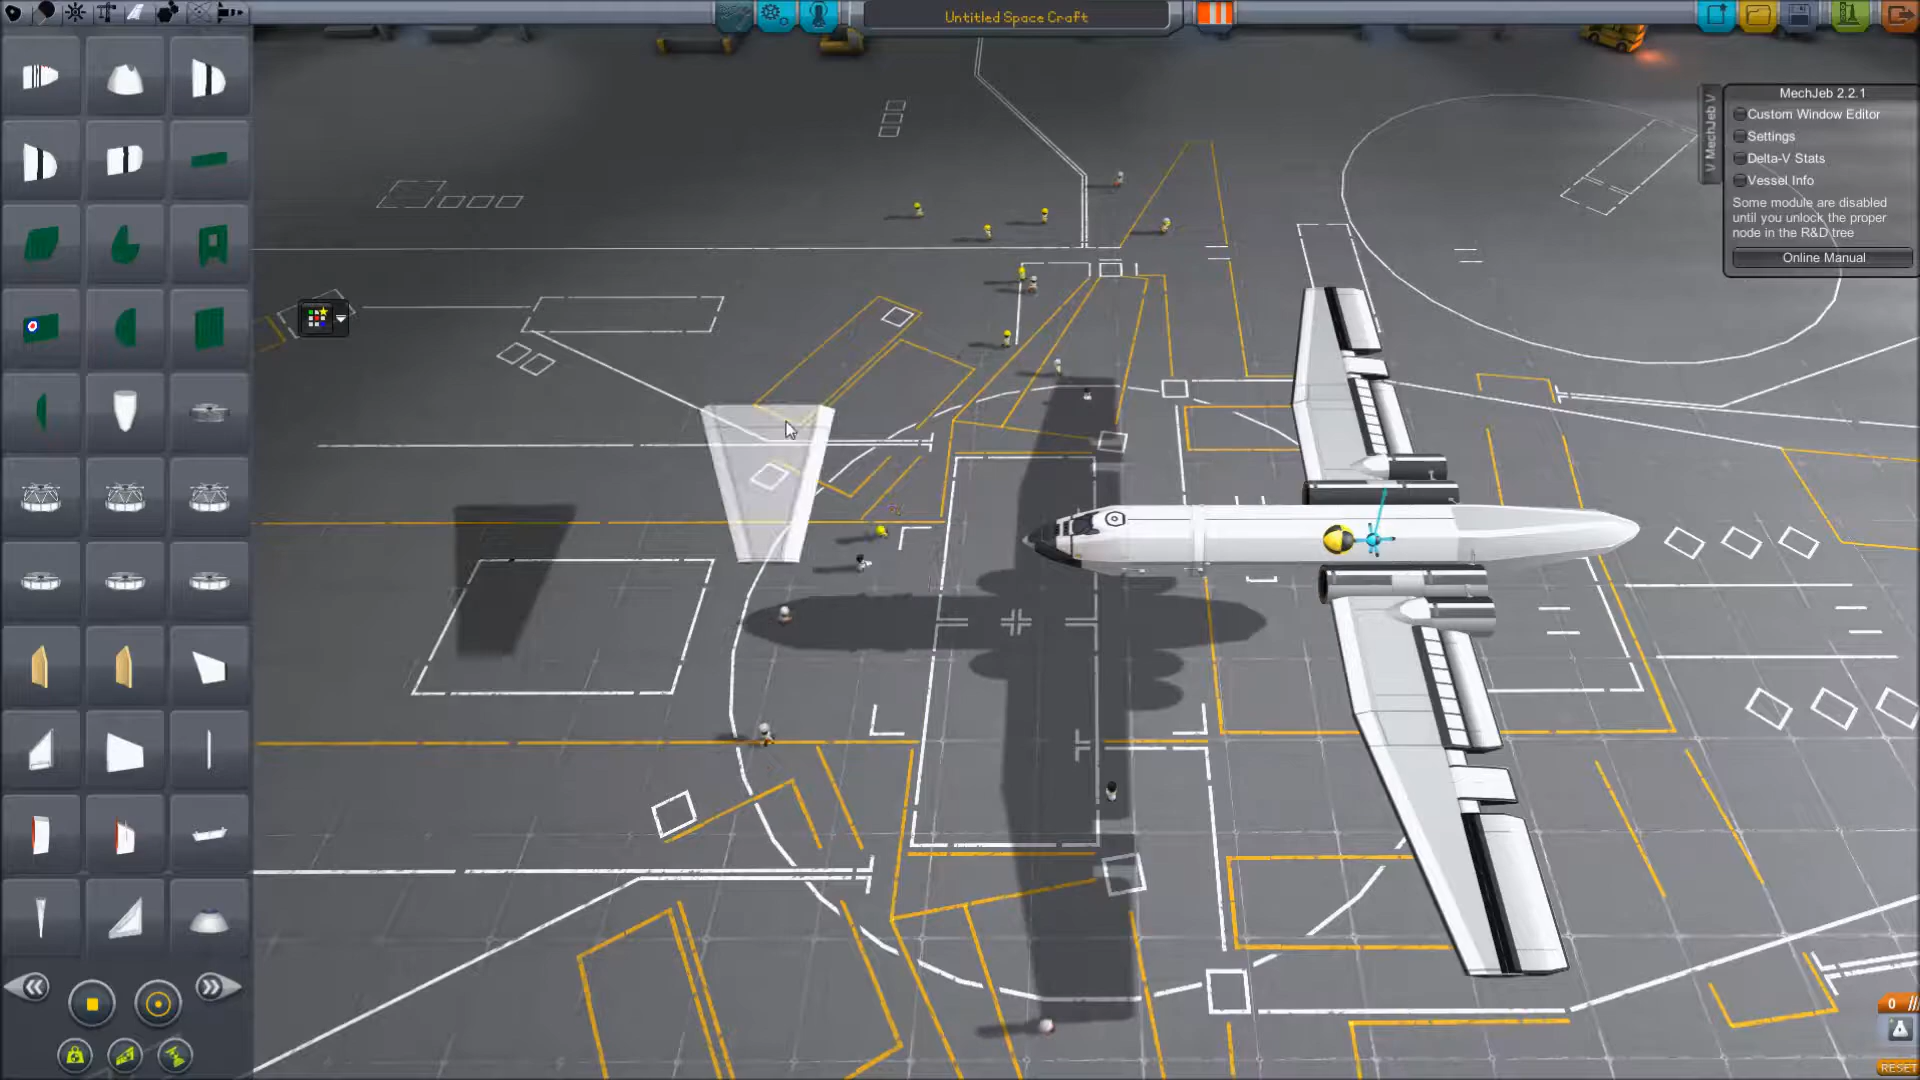 Untitled Space Craft
V MechJeb V
MechJeb 2.2.1
Custom Window Editor
Settings
Delta-V Stats
Vessel Info
Some module are disabled
until you unlock the proper
node in the R&D tree
Online Manual
0
RESET